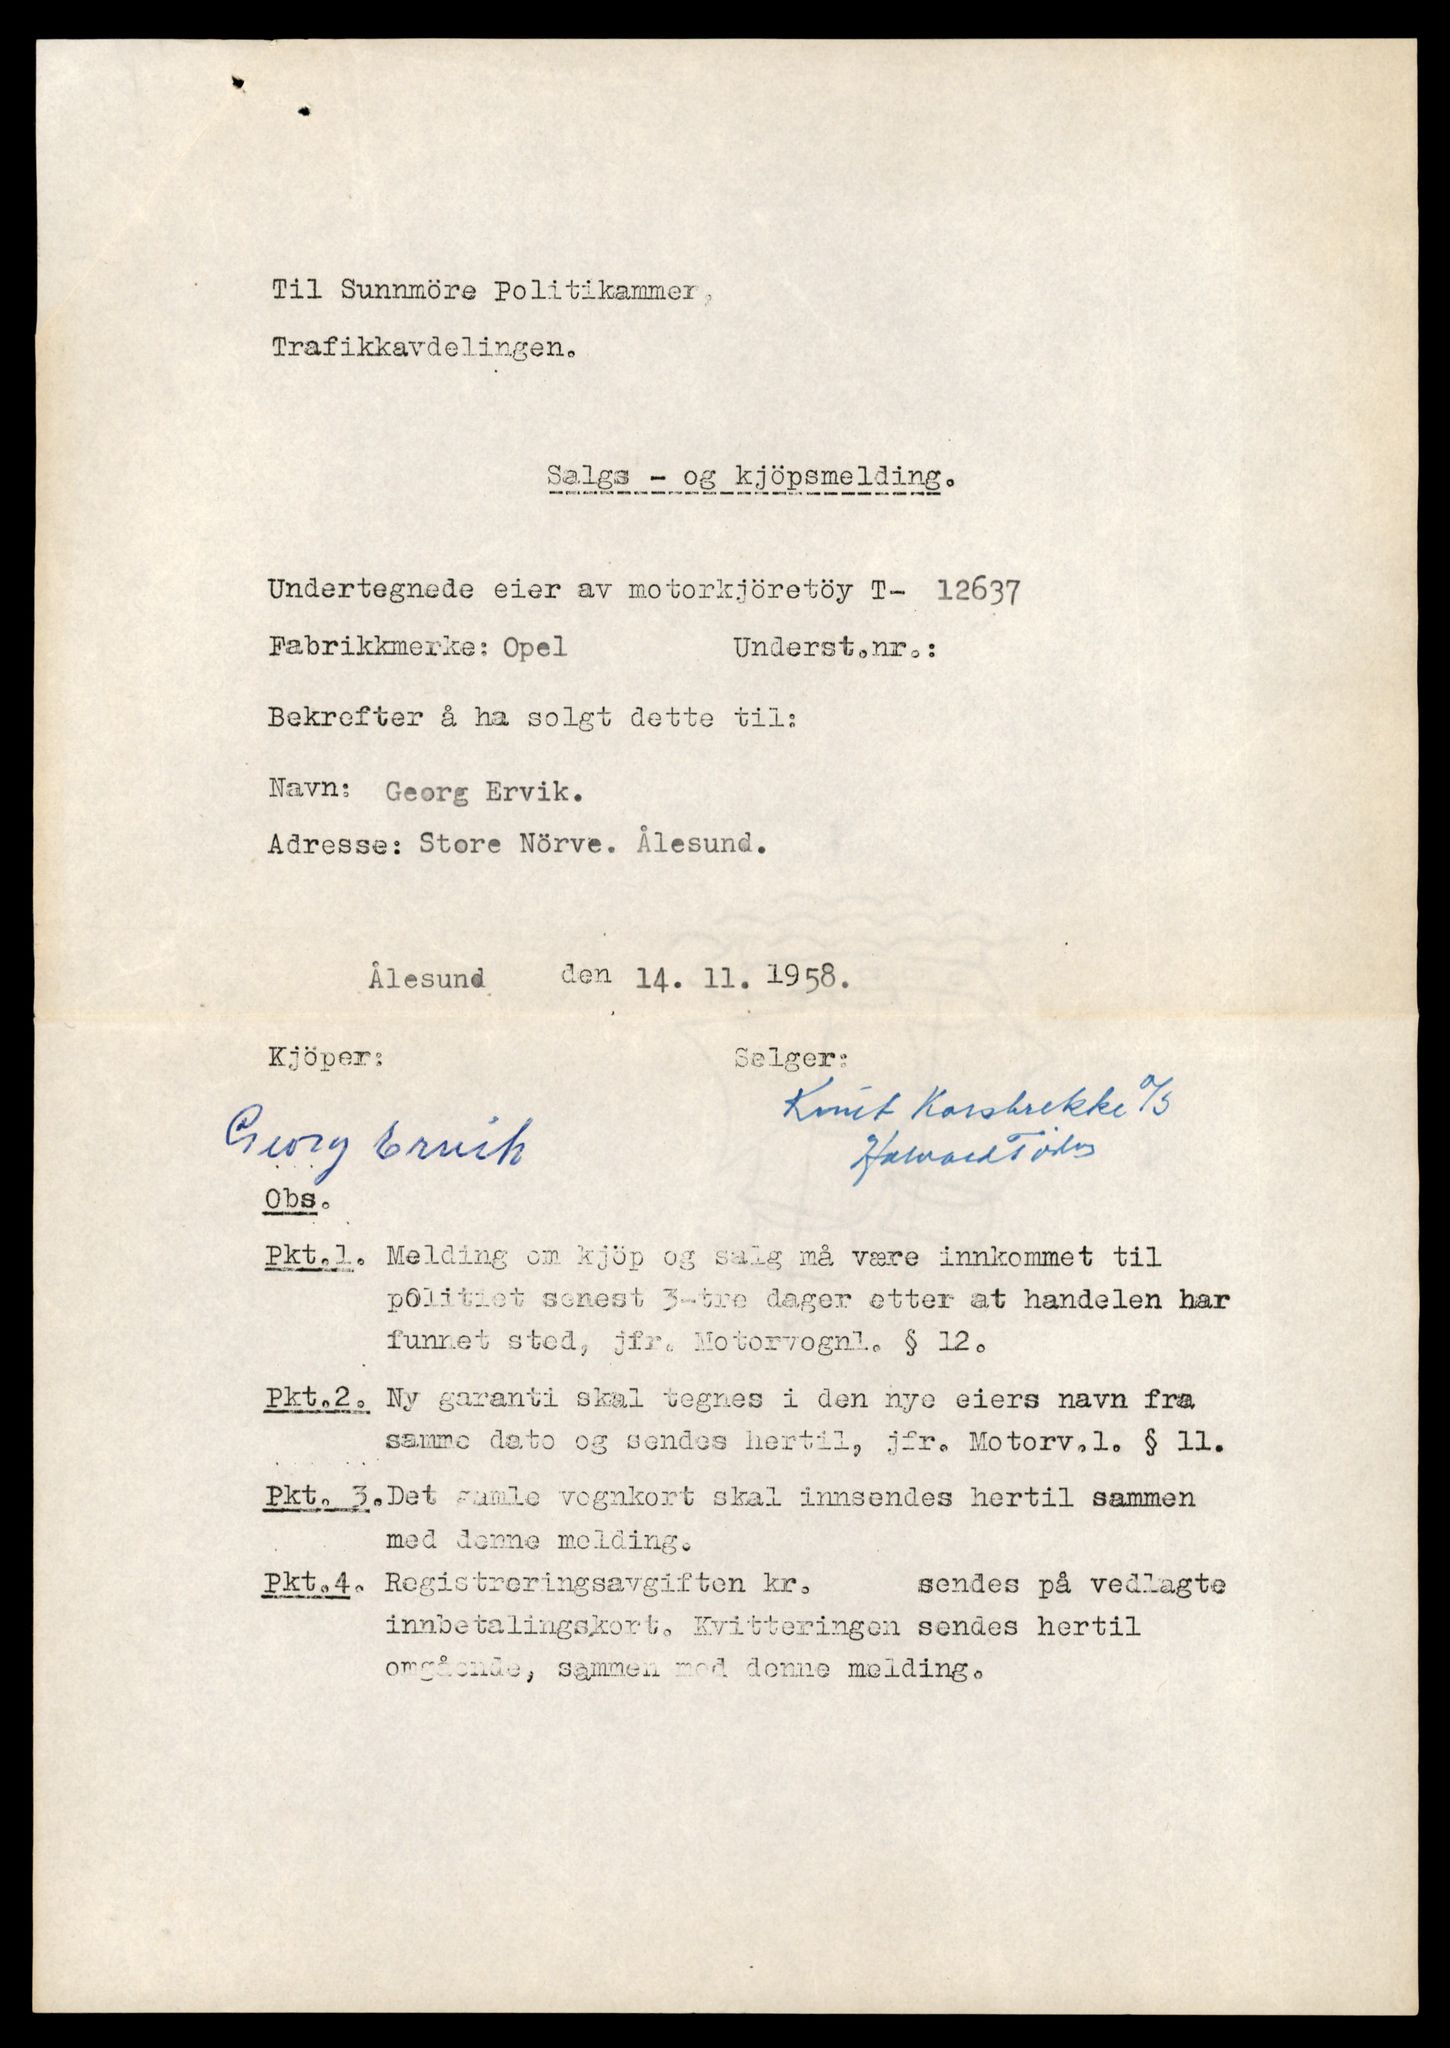 Til Sunnmöre Politikammer,
Trafikkavdelingen.
Salgs - og kjöpsmelding.
Undertegnede eier av motorkjöretöy T- 12637
Fabrikkmerke: Opel Underst.nr.:
Bekrefter å ha solgt dette til:
Navn: Georg Ervik.
Adresse: Store Nörve. Ålesund.
Ålesund den 14. 11. 1958.
Kjöper: Selger:
Georg Ervik Knut Korsbrekke A/S
Obs.
Pkt.1. Melding om kjöp og salg må være innkommet til
politiet senest 3-tre dager etter at handelen har
funnet sted, jfr. Motorvognl. § 12.
Pkt.2. Ny garanti skal tegnes i den nye eiers navn fra
samme dato og sendes hertil, jfr. Motorv.l. § 11.
Pkt. 3.Det gamle vognkort skal innsendes hertil sammen
med denne melding.
Pkt.4. Registreringsavgiften kr. sendes på vedlagte
innbetalingskort. Kvitteringen sendes hertil
omgående, sammen med denne melding.